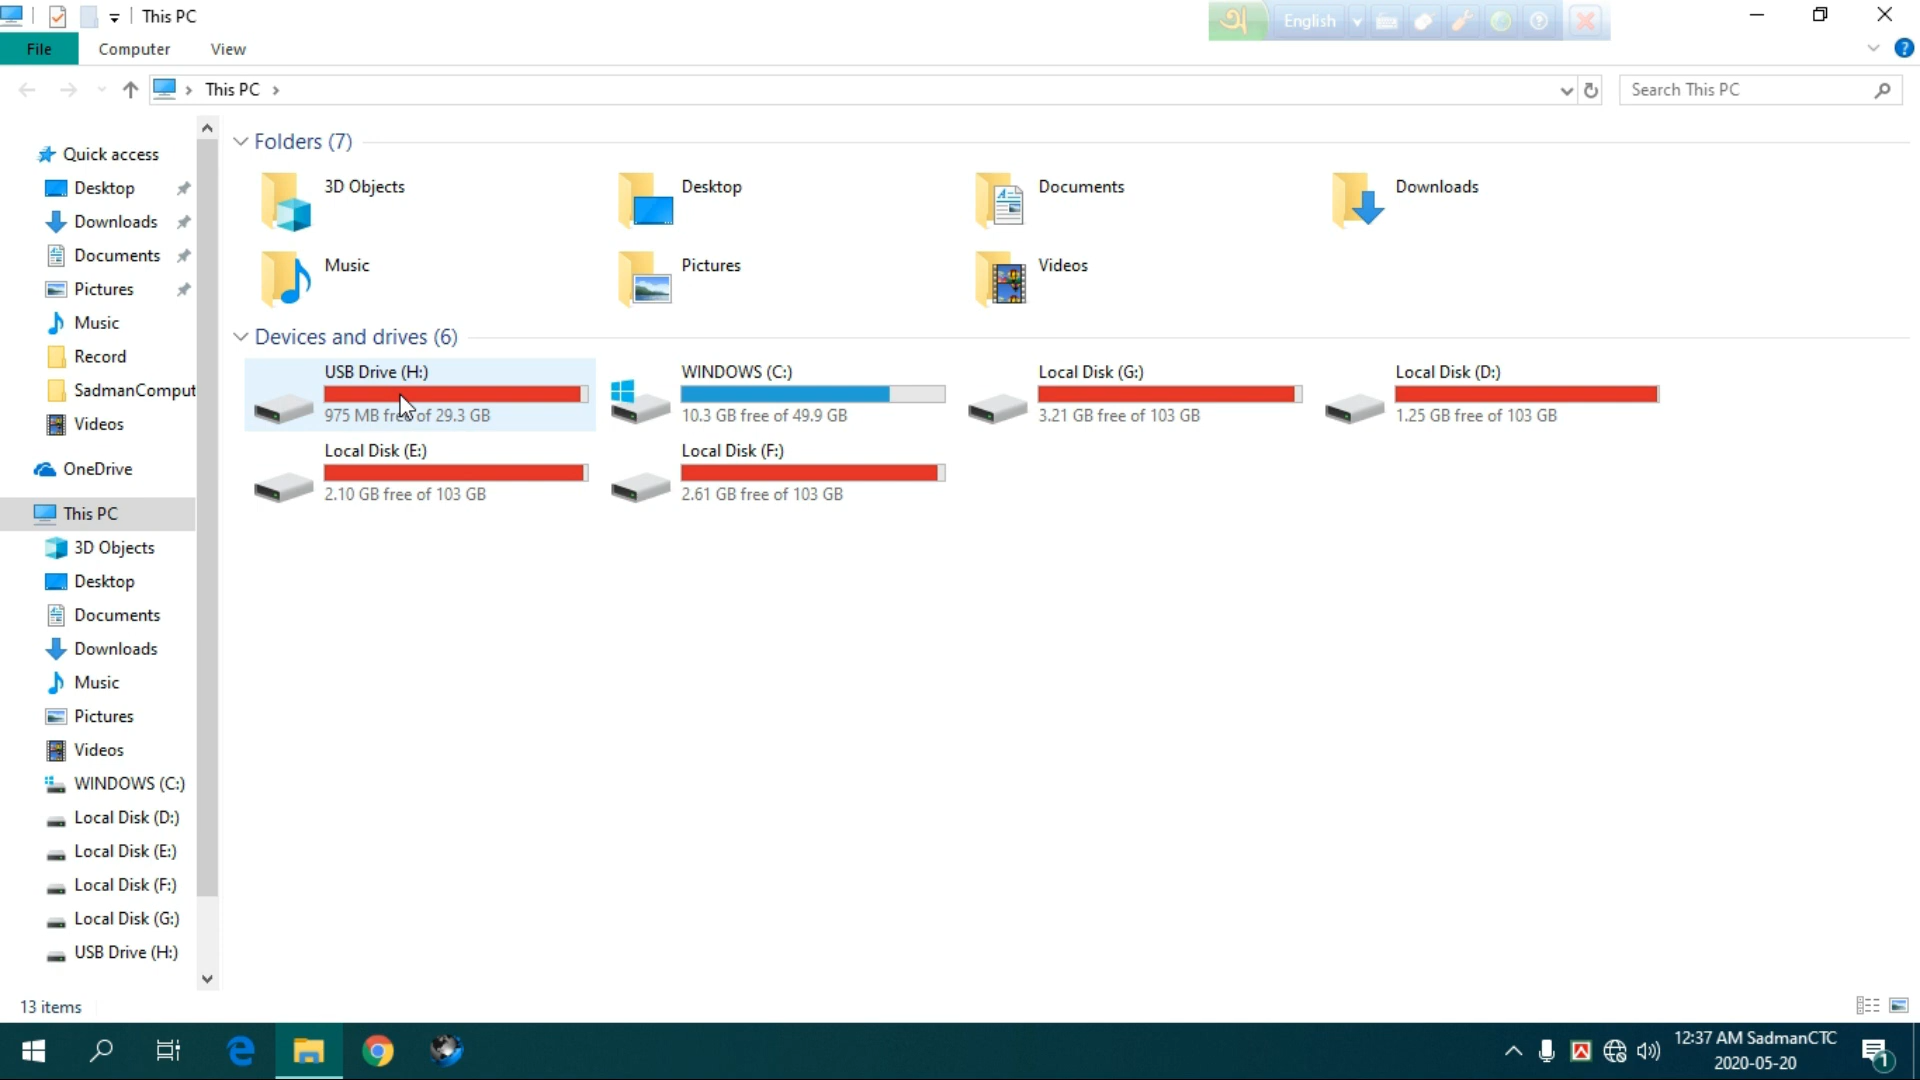 This PC
অ English
File Computer View
This PC
Search This PC
Quick access
Desktop
Downloads
Documents
Pictures
Music
Record
SadmanComput
Videos
OneDrive
This PC
3D Objects
Desktop
Documents
Downloads
Music
Pictures
Videos
WINDOWS (C:)
Local Disk (D:)
Local Disk (E:)
Local Disk (F:)
Local Disk (G:)
USB Drive (H:)
Folders (7)
3D Objects
Desktop
Documents
Downloads
Music
Pictures
Videos
Devices and drives (6)
USB Drive (H:)
975 MB free of 29.3 GB
WINDOWS (C:)
10.3 GB free of 49.9 GB
Local Disk (G:)
3.21 GB free of 103 GB
Local Disk (D:)
1.25 GB free of 103 GB
Local Disk (E:)
2.10 GB free of 103 GB
Local Disk (F:)
2.61 GB free of 103 GB
13 items
12:37 AM SadmanCTC
2020-05-20
1